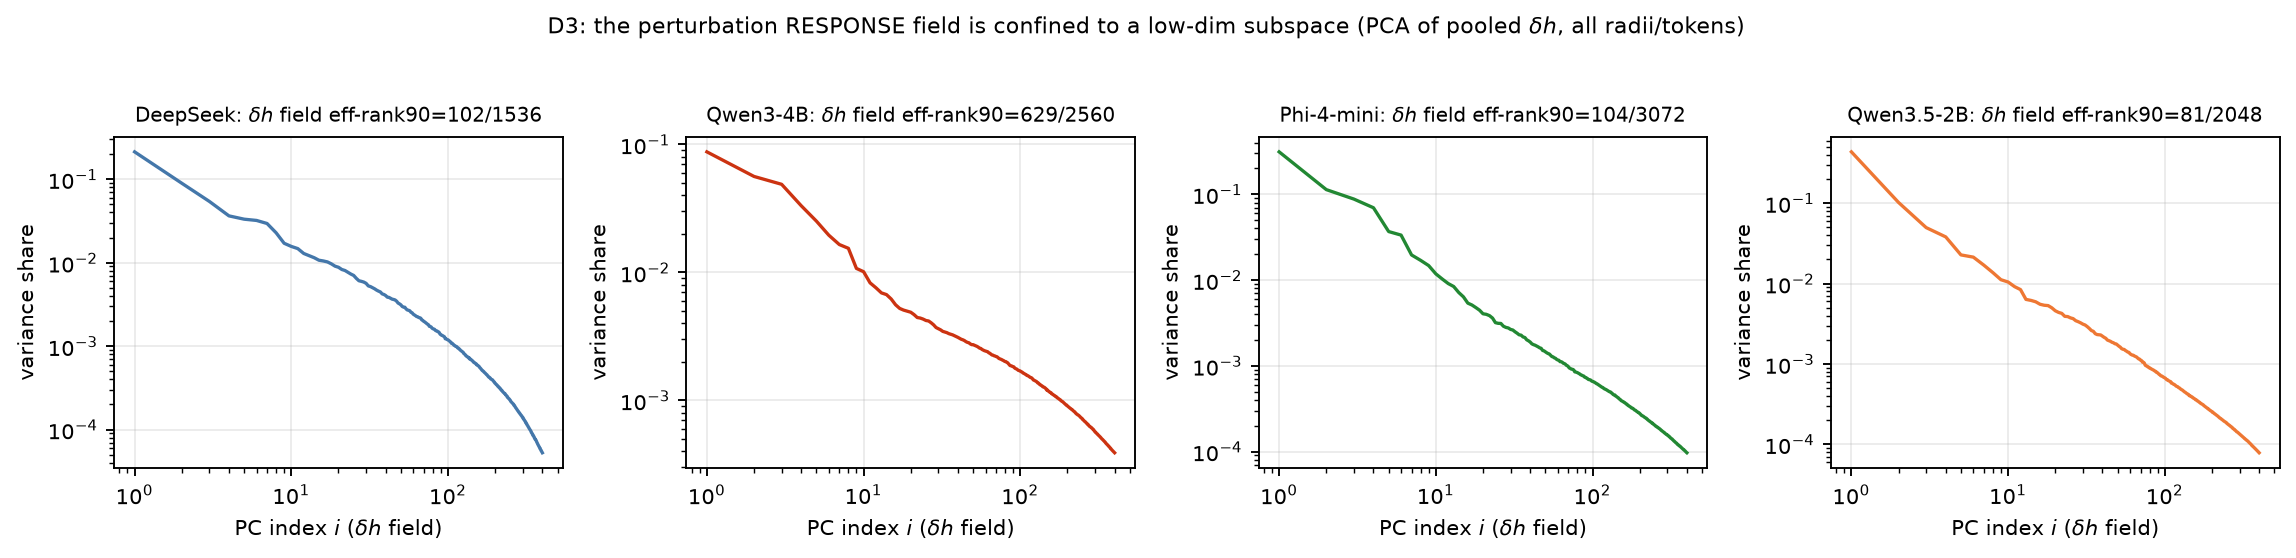 D3: the perturbation RESPONSE field is confined to a low-dim subspace (PCA of pooled δh, all radii/tokens)
DeepSeek: δh field eff-rank90=102/1536
variance share
10⁻¹
10⁻²
10⁻³
10⁻⁴
10⁰ 10¹ 10²
PC index i (δh field)
Qwen3-4B: δh field eff-rank90=629/2560
variance share
10⁻¹
10⁻²
10⁻³
10⁰ 10¹ 10²
PC index i (δh field)
Phi-4-mini: δh field eff-rank90=104/3072
variance share
10⁻¹
10⁻²
10⁻³
10⁻⁴
10⁰ 10¹ 10²
PC index i (δh field)
Qwen3.5-2B: δh field eff-rank90=81/2048
variance share
10⁻¹
10⁻²
10⁻³
10⁻⁴
10⁰ 10¹ 10²
PC index i (δh field)